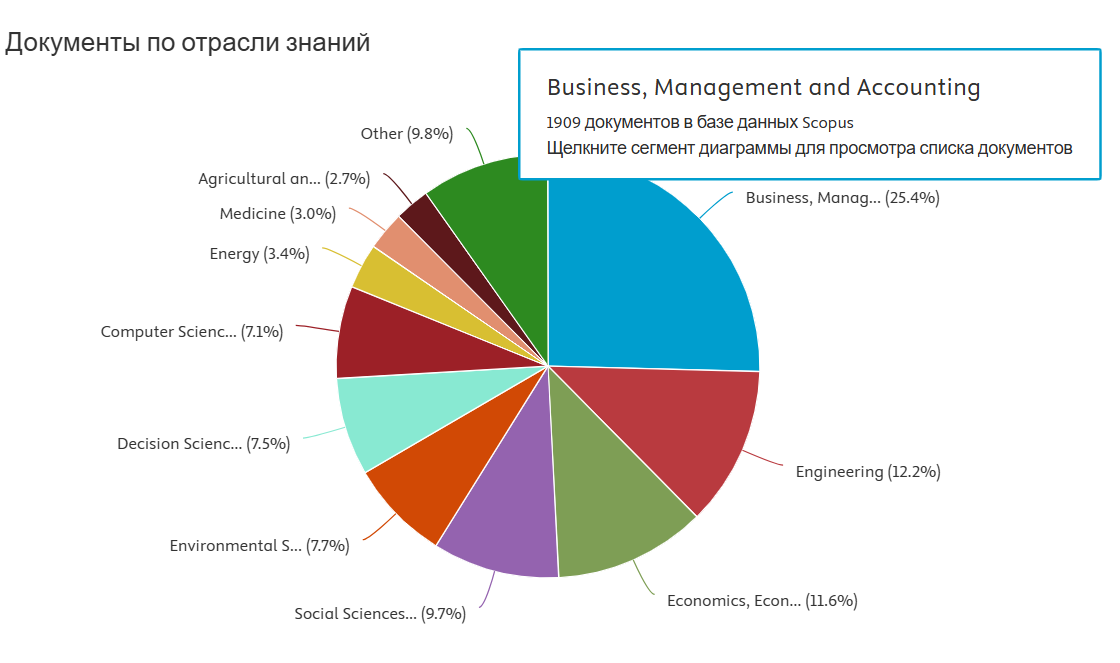 Документы по отрасли знаний
Business, Management and Accounting
1909 документов в базе данных Scopus
Щелкните сегмент диаграммы для просмотра списка документов
Other (9.8%)
Agricultural an... (2.7%)
Business, Manag... (25.4%)
Medicine (3.0%)
Energy (3.4%)
Computer Scienc... (7.1%)
Decision Scienc... (7.5%)
Engineering (12.2%)
Environmental S... (7.7%)
Economics, Econ... (11.6%)
Social Sciences... (9.7%)